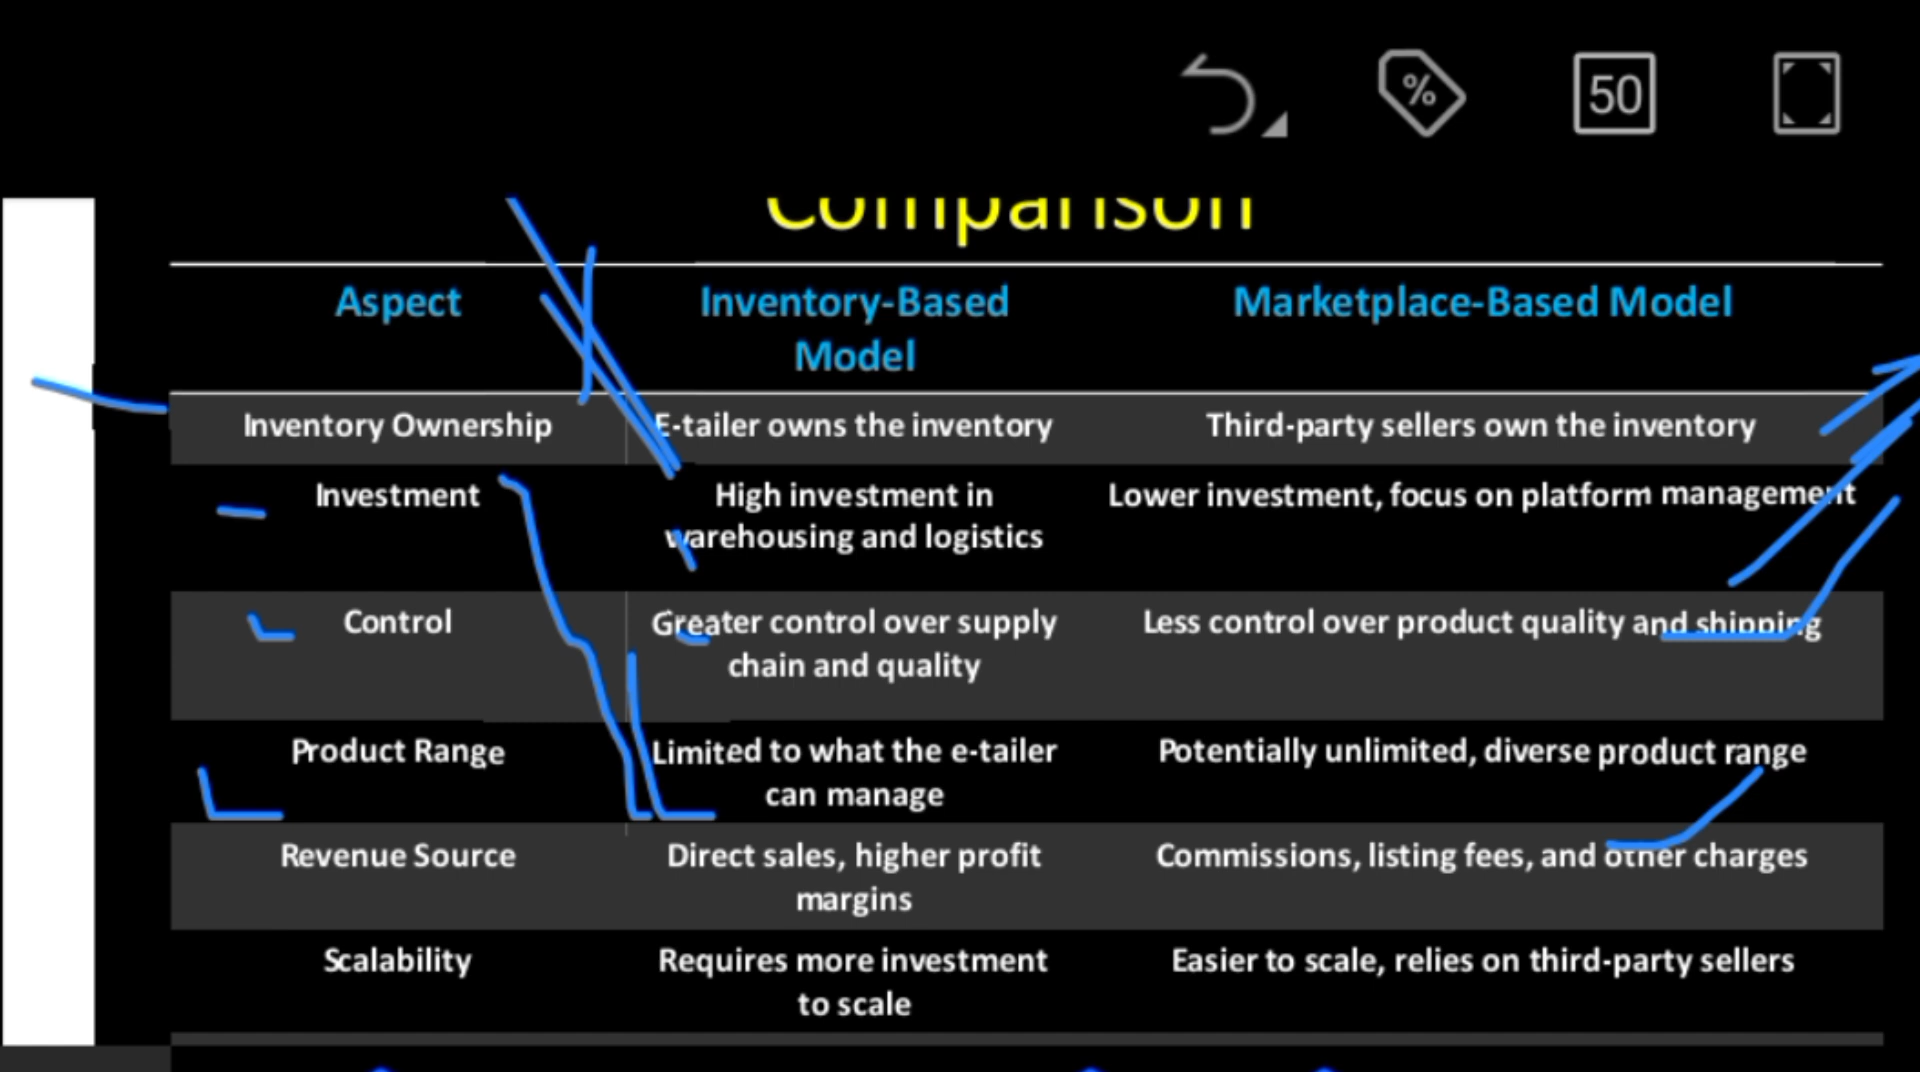 50
Comparison
Aspect
Inventory-Based
Model
Marketplace-Based Model
Inventory Ownership
E-tailer owns the inventory
Third-party sellers own the inventory
Investment
High investment in
warehousing and logistics
Lower investment, focus on platform management
Control
Greater control over supply
chain and quality
Less control over product quality and shipping
Product Range
Limited to what the e-tailer
can manage
Potentially unlimited, diverse product range
Revenue Source
Direct sales, higher profit
margins
Commissions, listing fees, and other charges
Scalability
Requires more investment
to scale
Easier to scale, relies on third-party sellers